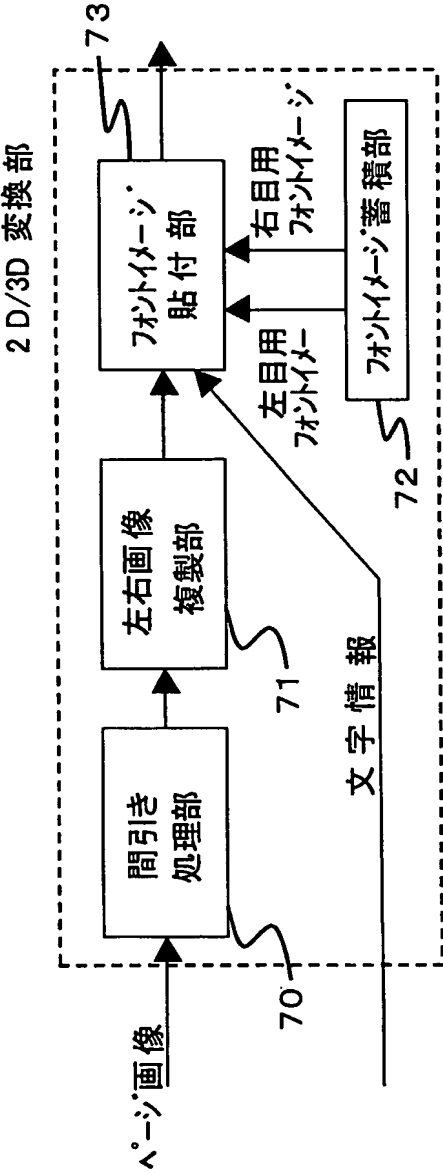 2D/3D 変換部
ページ画像
間引き
処理部
70
左右画像
複製部
71
フォントイメージ
貼付部
73
左目用
フォントイメー
右目用
フォントイメージ
フォントイメージ蓄積部
72
文字情報